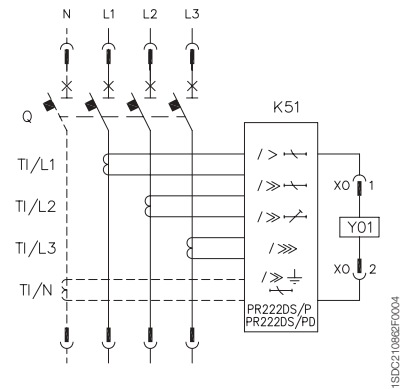 N L1 L2 L3
K51
Q
TI/L1
TI/L2
TI/L3
TI/N
I >
I >>
I >>
I >>>
I >>
X0 1
Y01
X0 2
PR222DS/P
PR222DS/PD
1SDC210862F0004